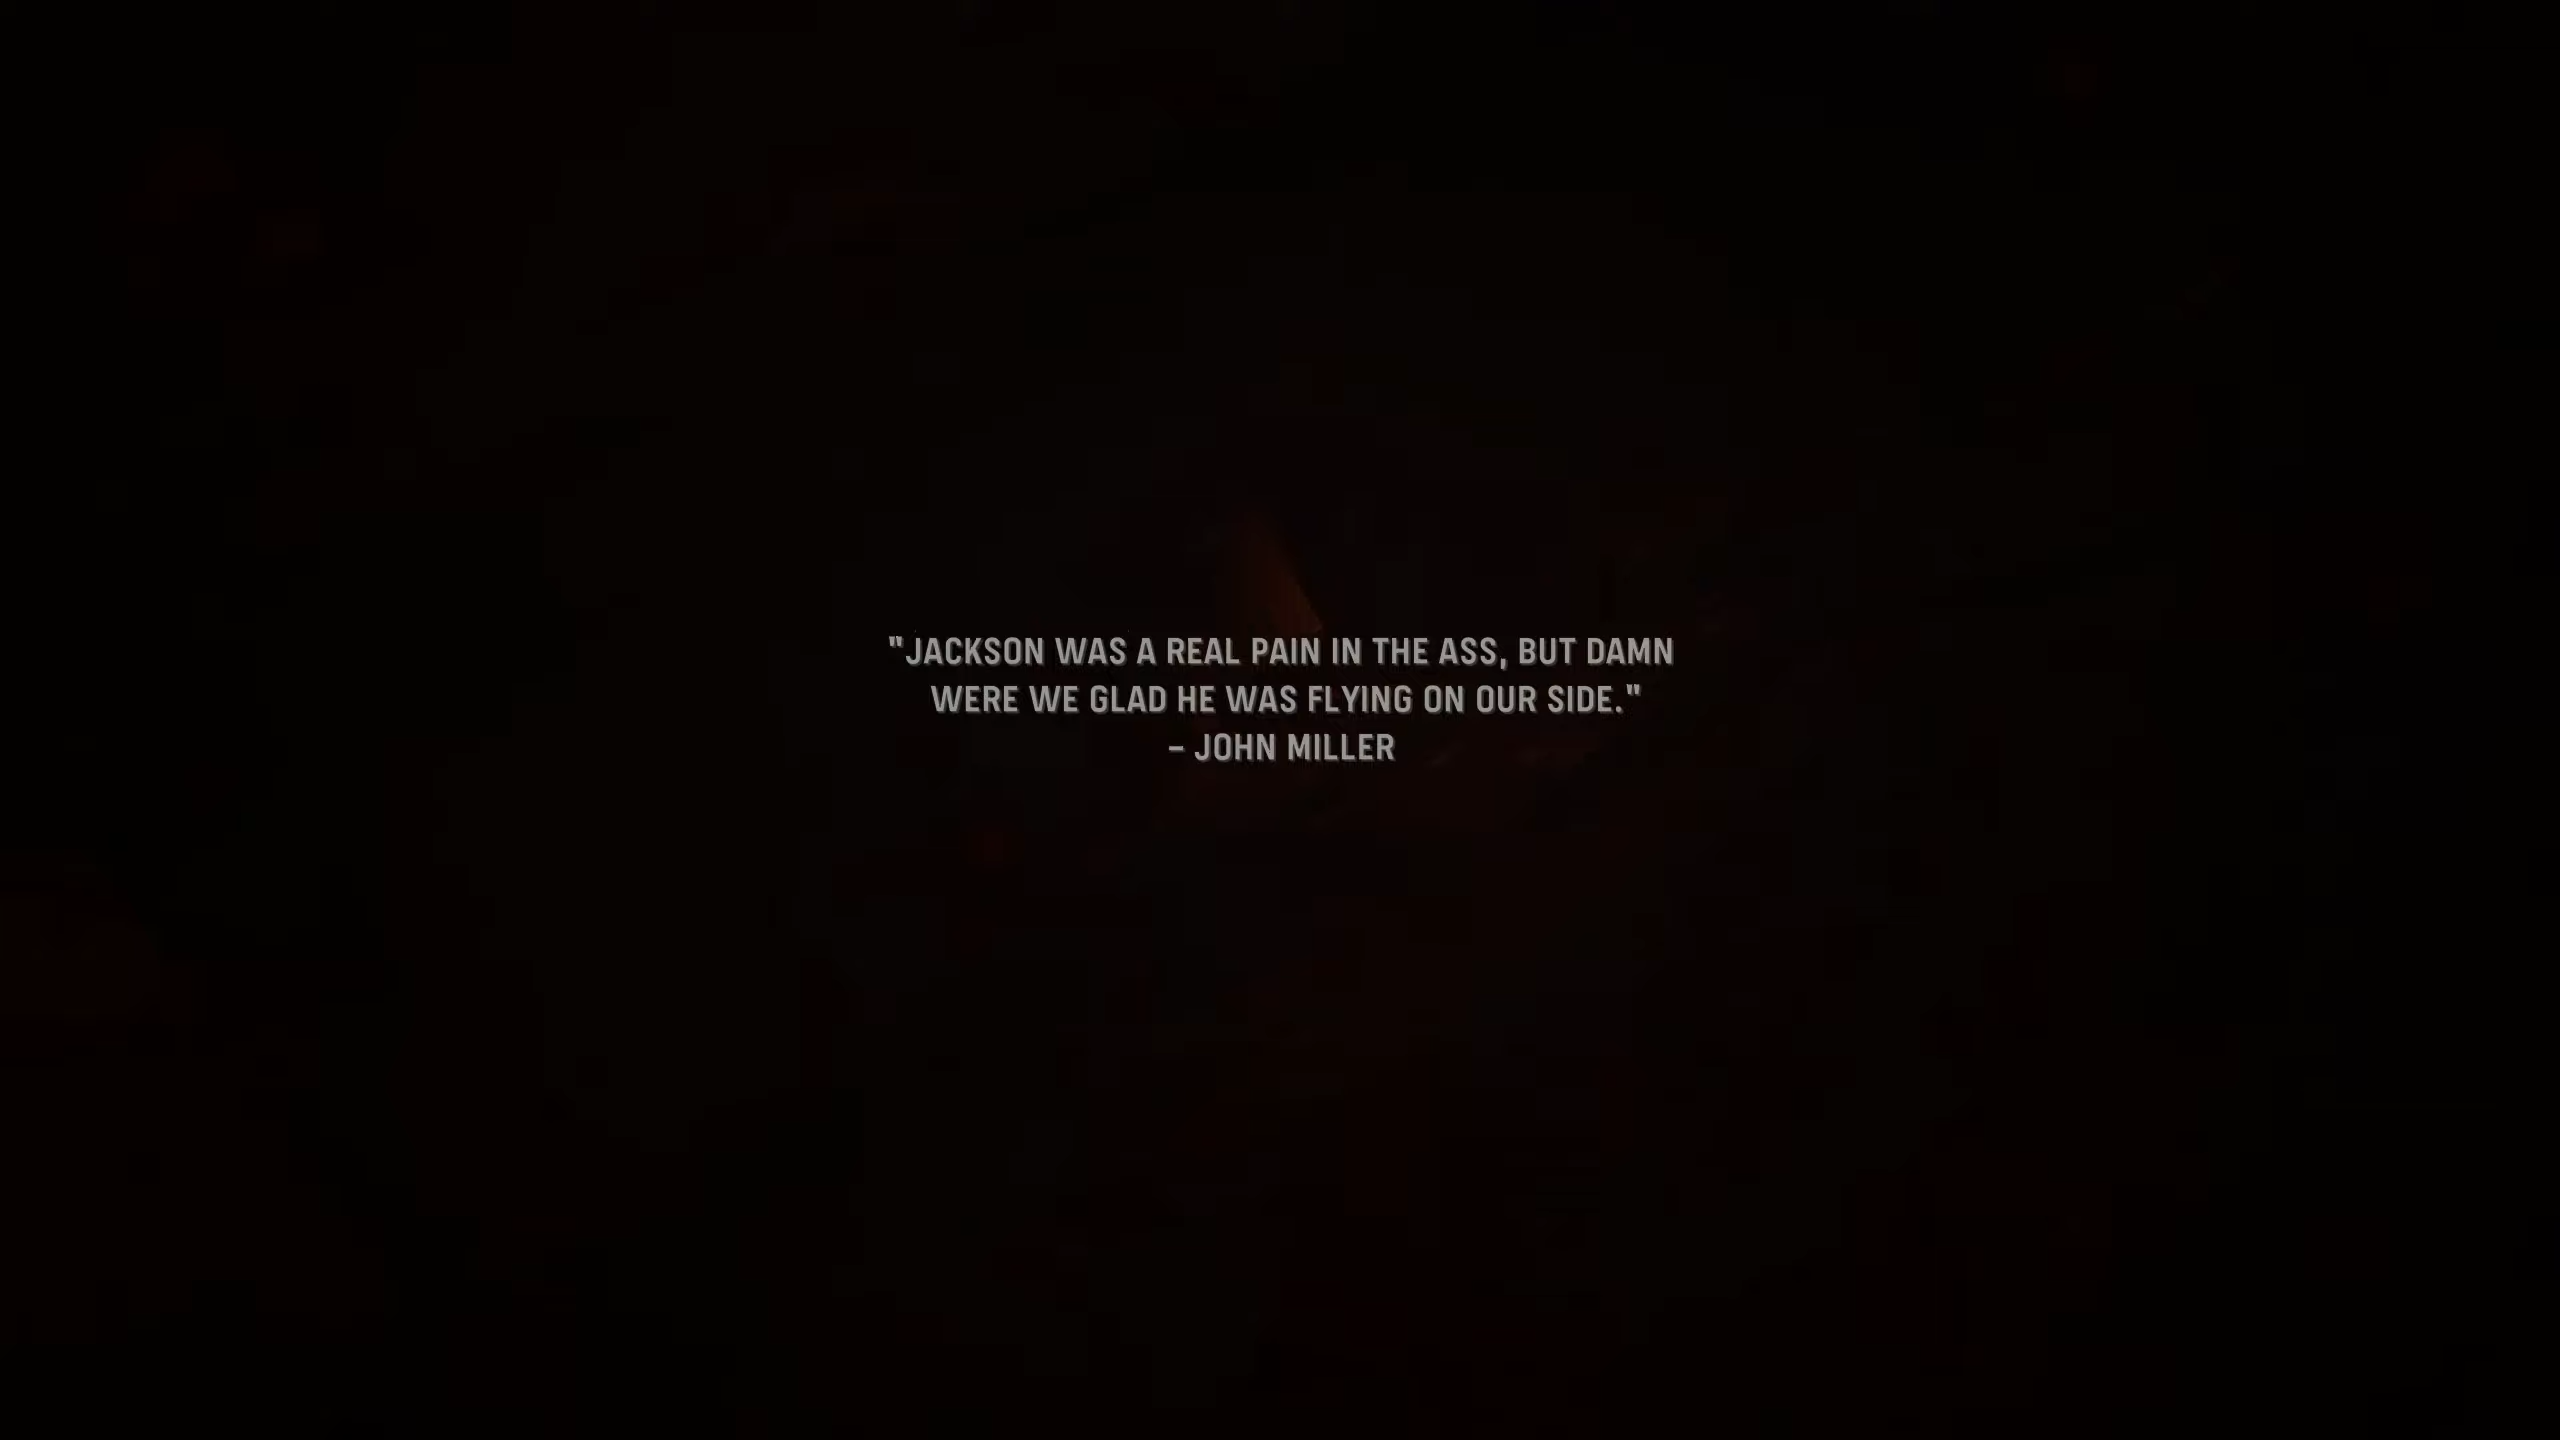 "JACKSON WAS A REAL PAIN IN THE ASS, BUT DAMN
WERE WE GLAD HE WAS FLYING ON OUR SIDE."
- JOHN MILLER